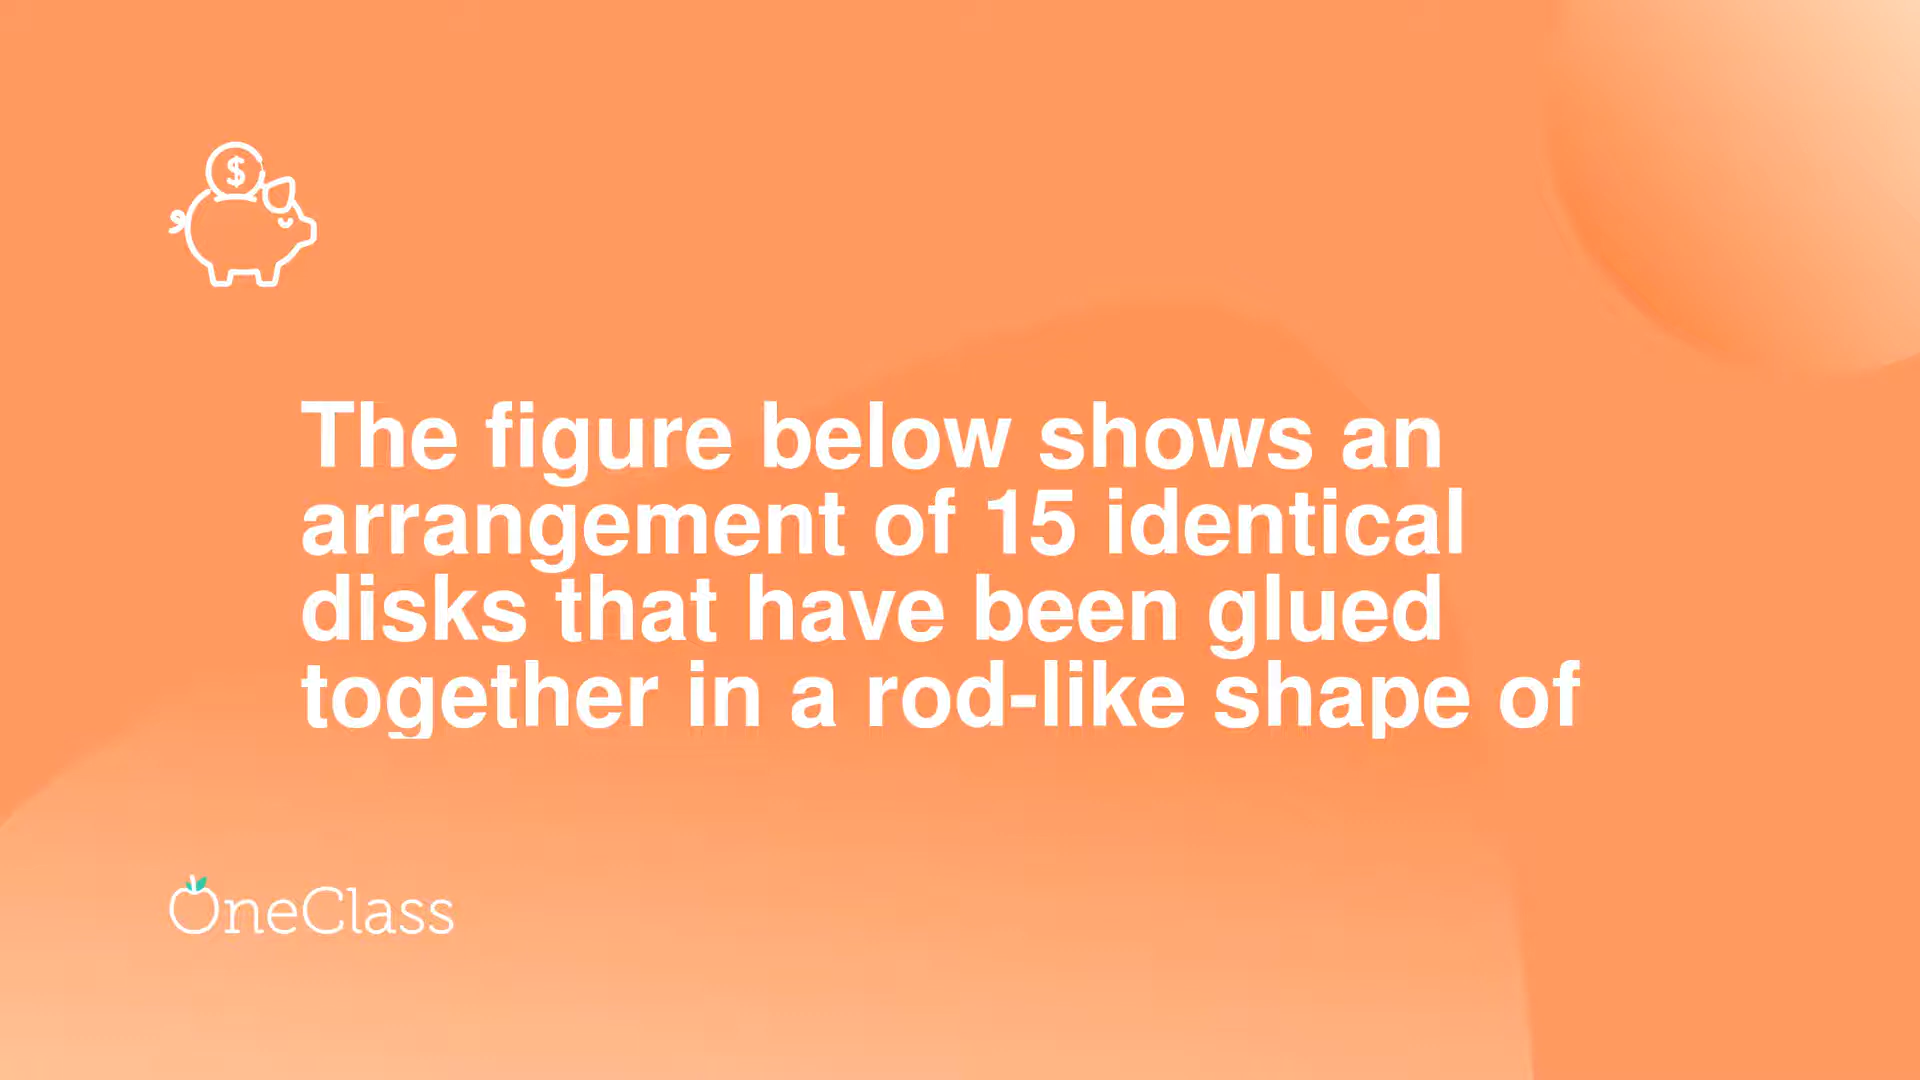 $
The figure below shows an
arrangement of 15 identical
disks that have been glued
together in a rod-like shape of
OneClass